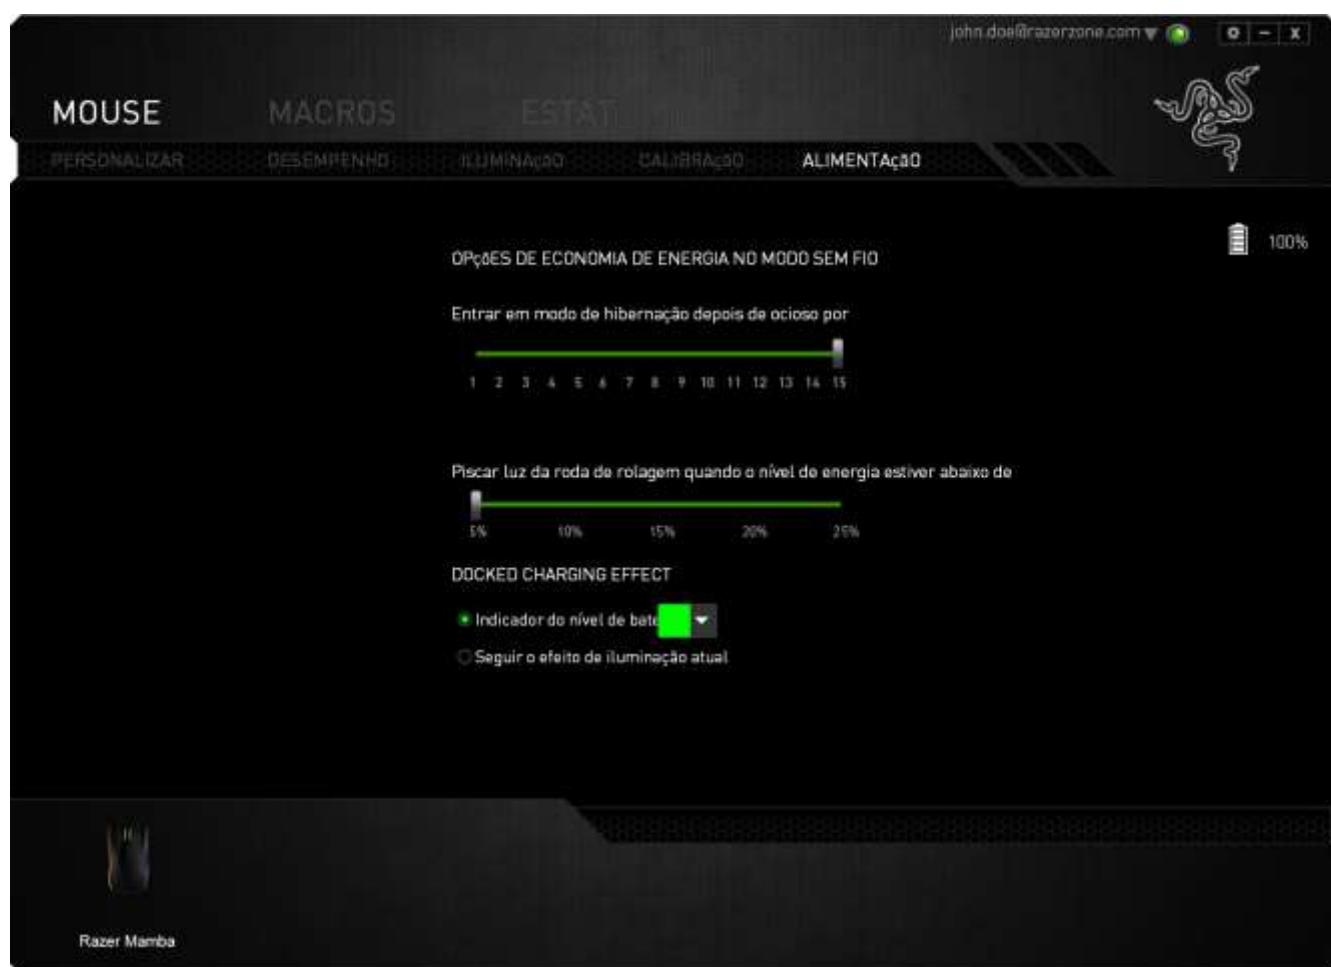 john.doe@razerzone.com
MOUSE MACROS ESTAT
PERSONALIZAR DESEMPENHO ILUMINAçãO CALIBRAçãO ALIMENTAçãO
100%
OPçõES DE ECONOMIA DE ENERGIA NO MODO SEM FIO
Entrar em modo de hibernação depois de ocioso por
1 2 3 4 5 6 7 8 9 10 11 12 13 14 15
Piscar luz da roda de rolagem quando o nível de energia estiver abaixo de
5% 10% 15% 20% 25%
DOCKED CHARGING EFFECT
Indicador do nível de bate
Seguir o efeito de iluminação atual
Razer Mamba